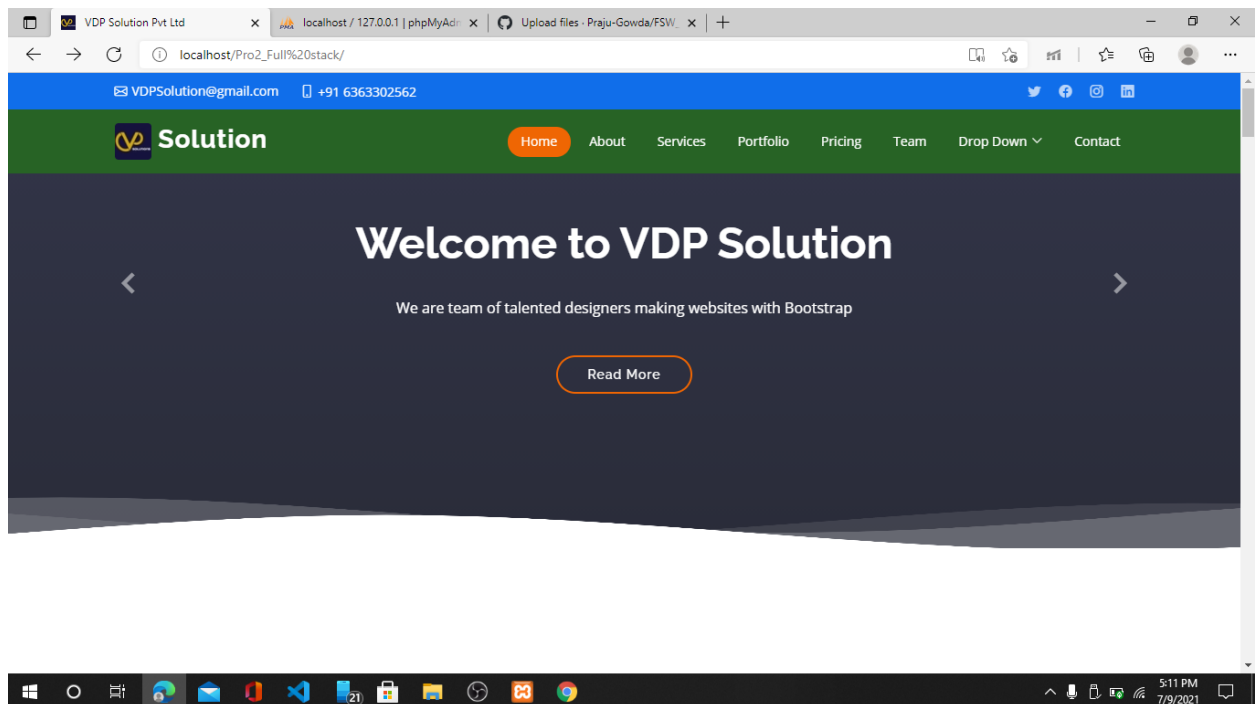 VDP Solution Pvt Ltd
localhost / 127.0.0.1 | phpMyAdm
Upload files · Praju-Gowda/FSW_
localhost/Pro2_Full%20stack/
VDPSolution@gmail.com +91 6363302562
Solution Home About Services Portfolio Pricing Team Drop Down Contact
Welcome to VDP Solution
We are team of talented designers making websites with Bootstrap
Read More
21
5:11 PM
7/9/2021